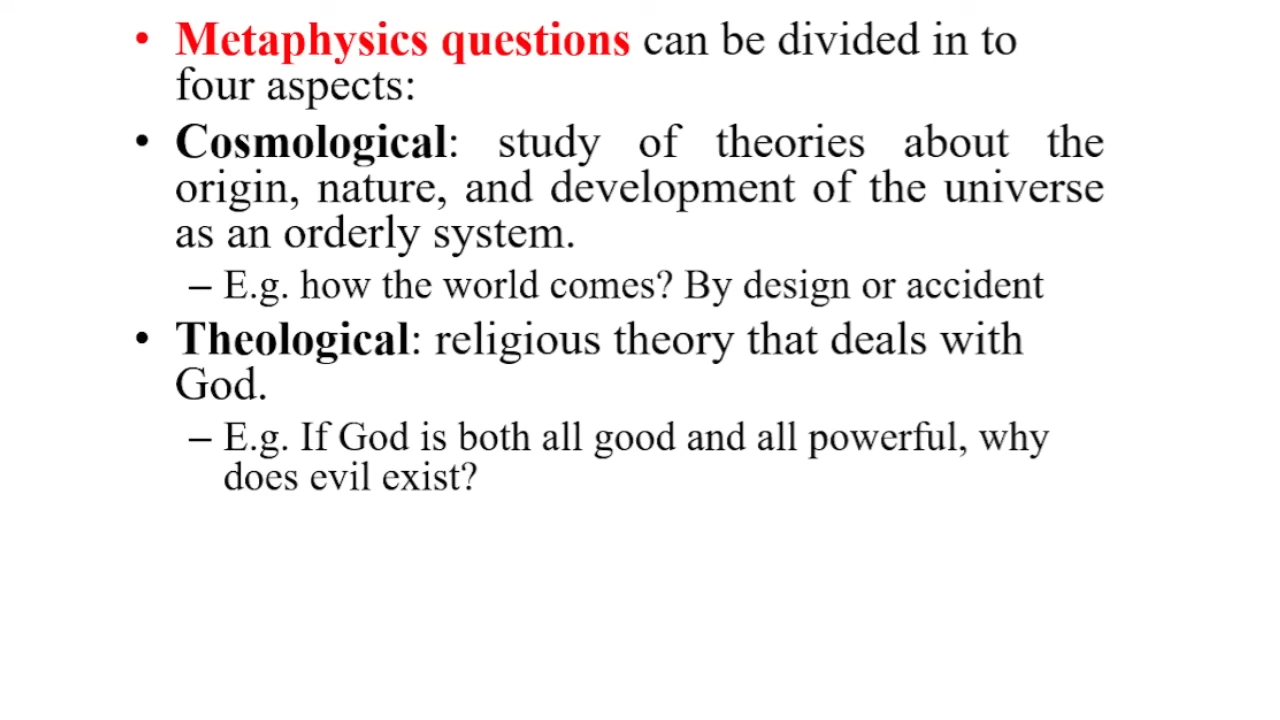 • Metaphysics questions can be divided in to
four aspects:
• Cosmological: study of theories about the
origin, nature, and development of the universe
as an orderly system.
– E.g. how the world comes? By design or accident
• Theological: religious theory that deals with
God.
– E.g. If God is both all good and all powerful, why
does evil exist?